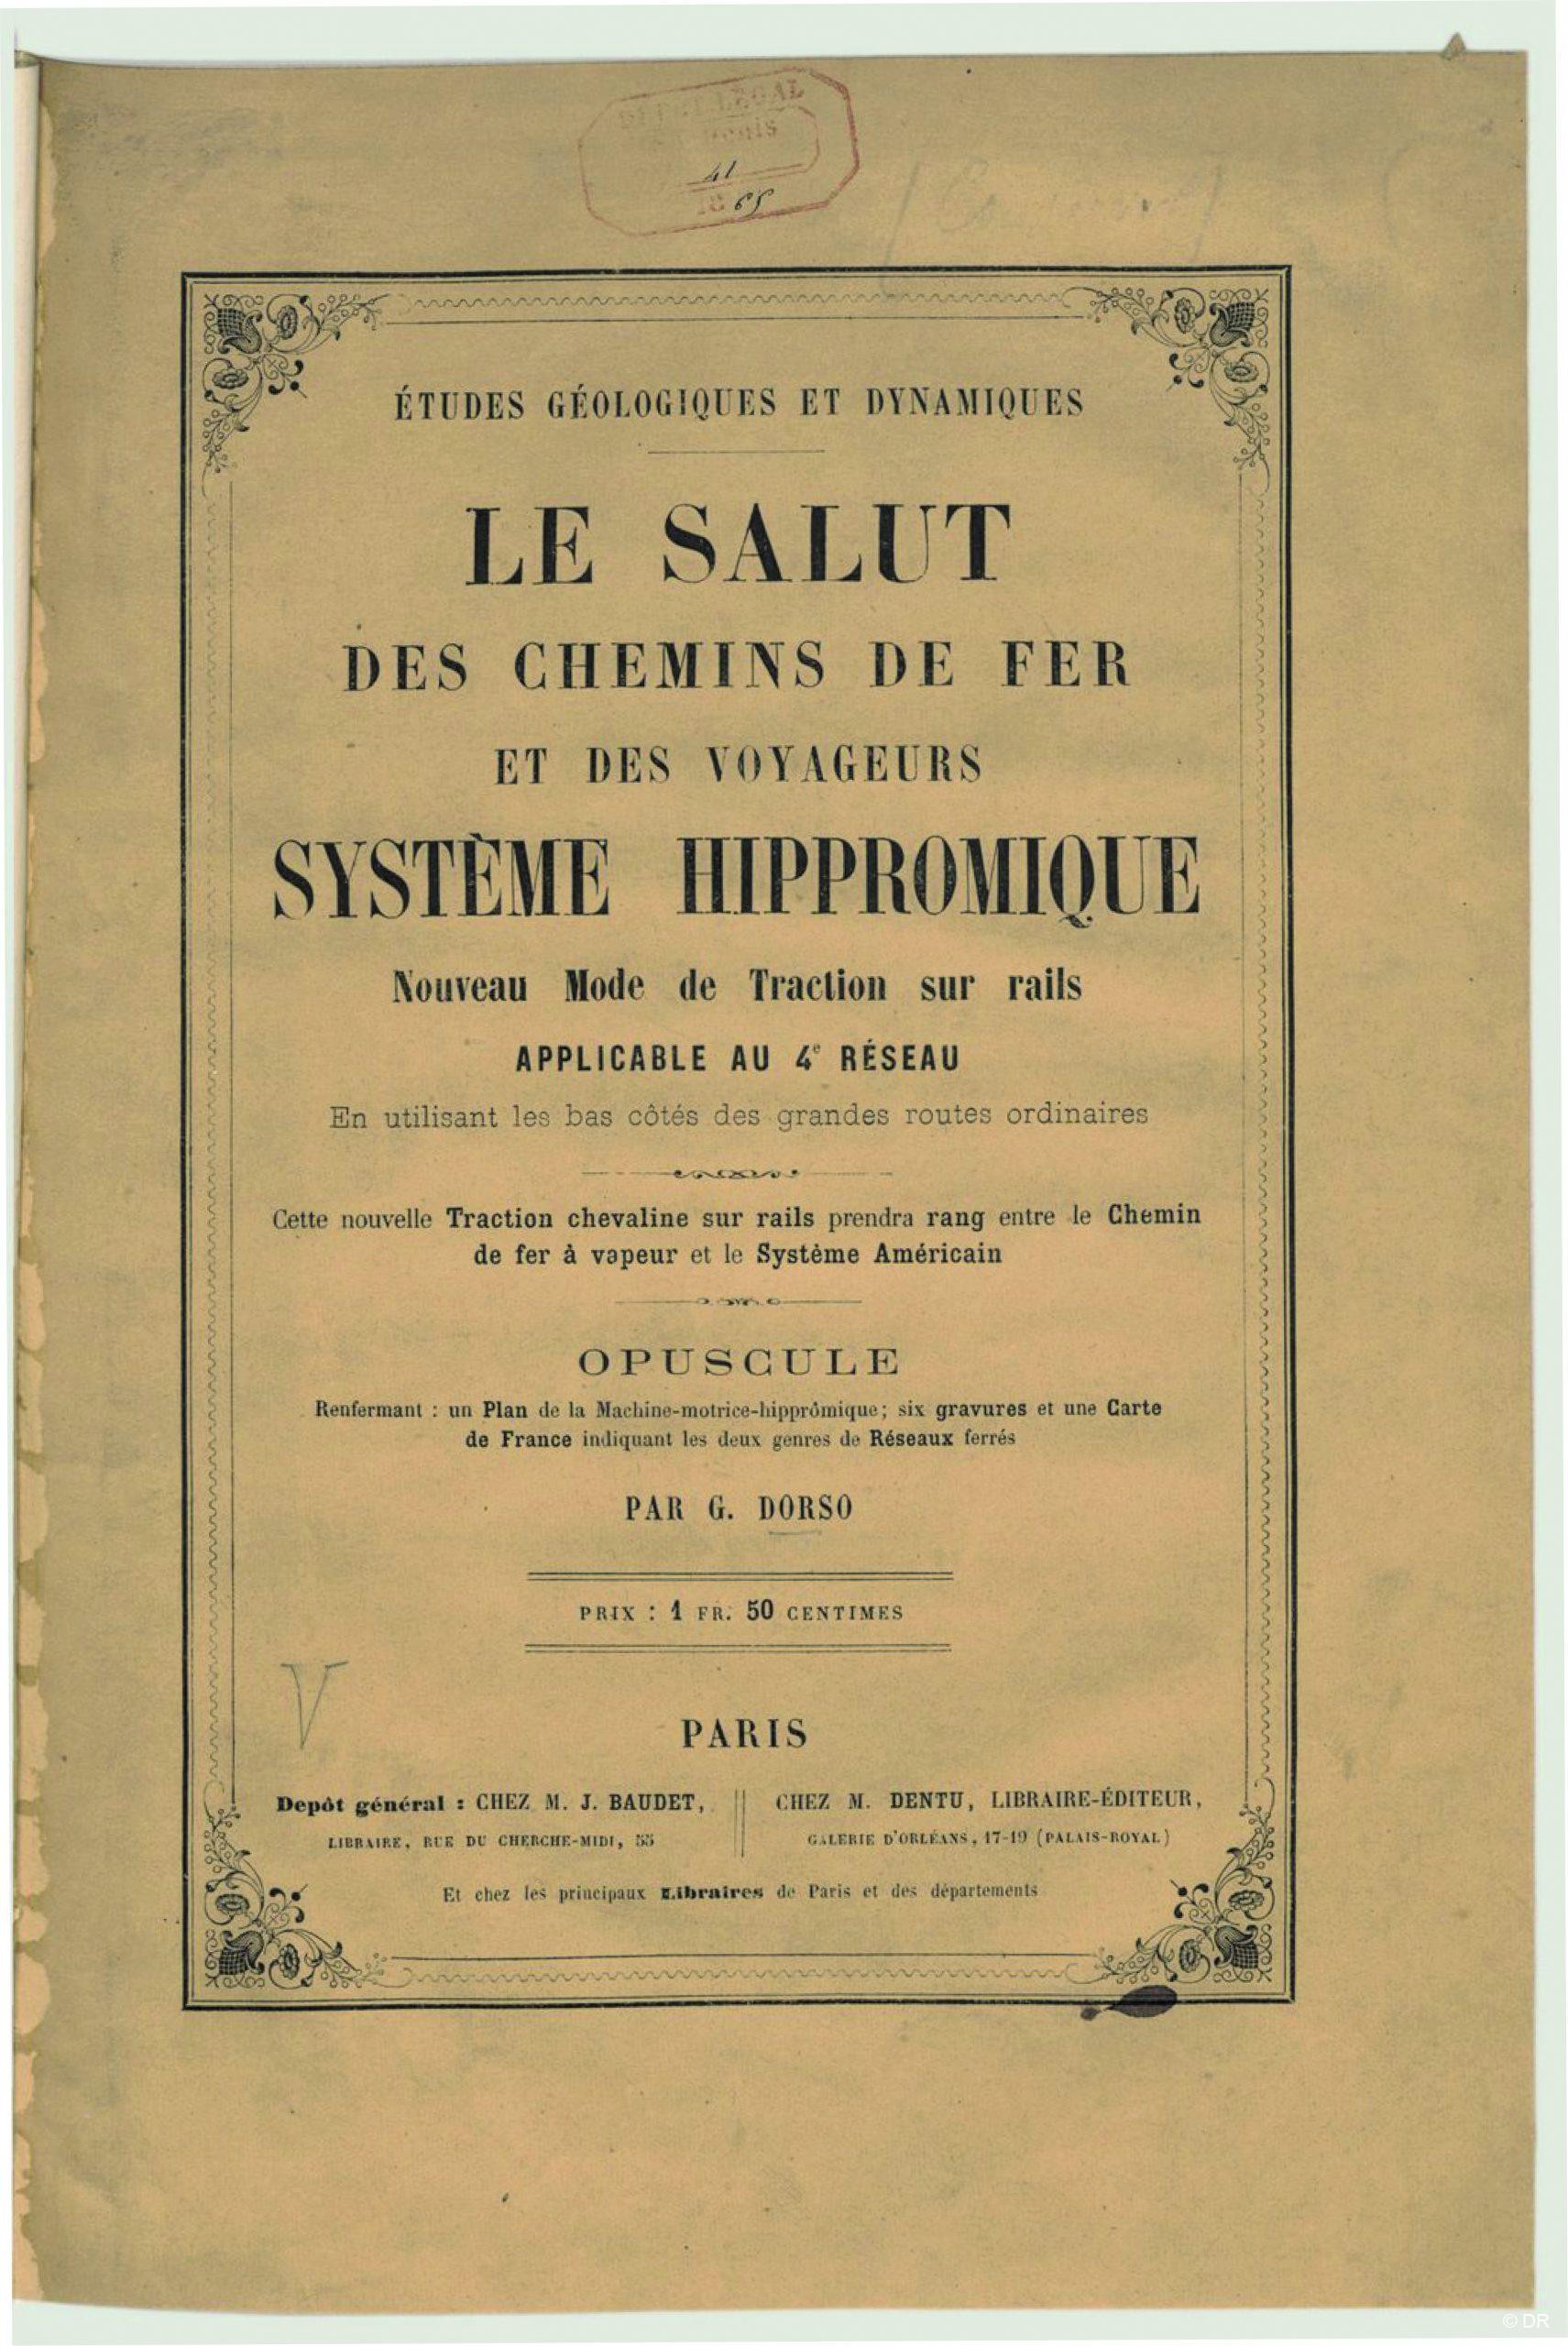 LÉGAL
41
65
ÉTUDES GÉOLOGIQUES ET DYNAMIQUES
LE SALUT
DES CHEMINS DE FER
ET DES VOYAGEURS
SYSTÈME HIPPROMIQUE
Nouveau Mode de Traction sur rails
APPLICABLE AU 4e RÉSEAU
En utilisant les bas côtés des grandes routes ordinaires
Cette nouvelle Traction chevaline sur rails prendra rang entre le Chemin
de fer à vapeur et le Système Américain
OPUSCULE
Renfermant : un Plan de la Machine-motrice-hipprômique; six gravures et une Carte
de France indiquant les deux genres de Réseaux ferrés
PAR G. DORSO
PRIX : 1 FR. 50 CENTIMES
V
PARIS
Depôt général : CHEZ M. J. BAUDET,
LIBRAIRE, RUE DU CHERCHE-MIDI, 55
CHEZ M. DENTU, LIBRAIRE-ÉDITEUR,
GALERIE D'ORLÉANS, 17-19 (PALAIS-ROYAL)
Et chez les principaux Libraires de Paris et des départements
© DR